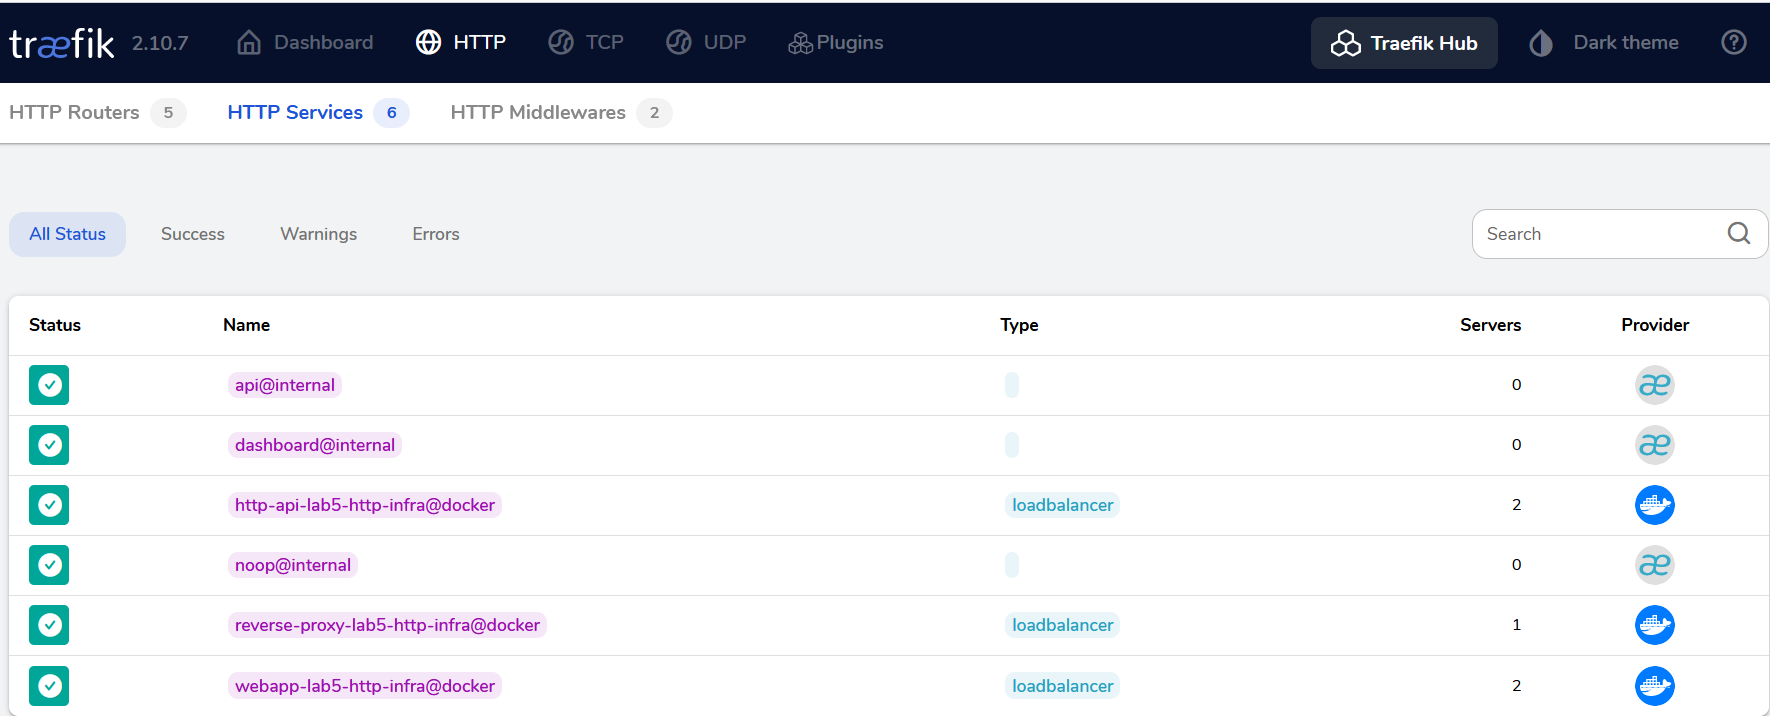 træfik 2.10.7 Dashboard HTTP TCP UDP Plugins Traefik Hub Dark theme
HTTP Routers 5 HTTP Services 6 HTTP Middlewares 2
All Status Success Warnings Errors Search
Status Name Type Servers Provider
api@internal 0 æ
dashboard@internal 0 æ
http-api-lab5-http-infra@docker loadbalancer 2
noop@internal 0 æ
reverse-proxy-lab5-http-infra@docker loadbalancer 1
webapp-lab5-http-infra@docker loadbalancer 2